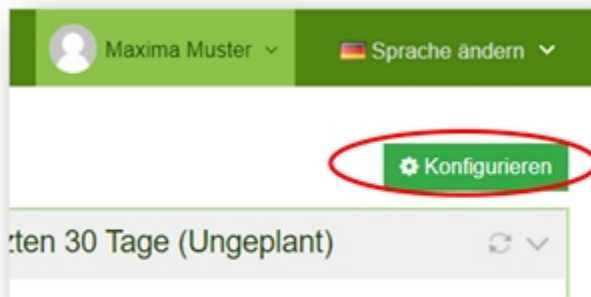 Maxima Muster
Sprache ändern
Konfigurieren
zten 30 Tage (Ungeplant)